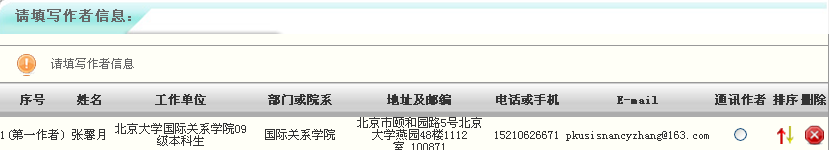 请填写作者信息：
请填写作者信息
序号 姓名 工作单位 部门或院系 地址及邮编 电话或手机 E-mail 通讯作者 排序 删除
1(第一作者) 张馨月 北京大学国际关系学院09级本科生 国际关系学院 北京市颐和园路5号北京大学燕园48楼1112室 100871 15210626671 pkusisnancyzhang@163.com